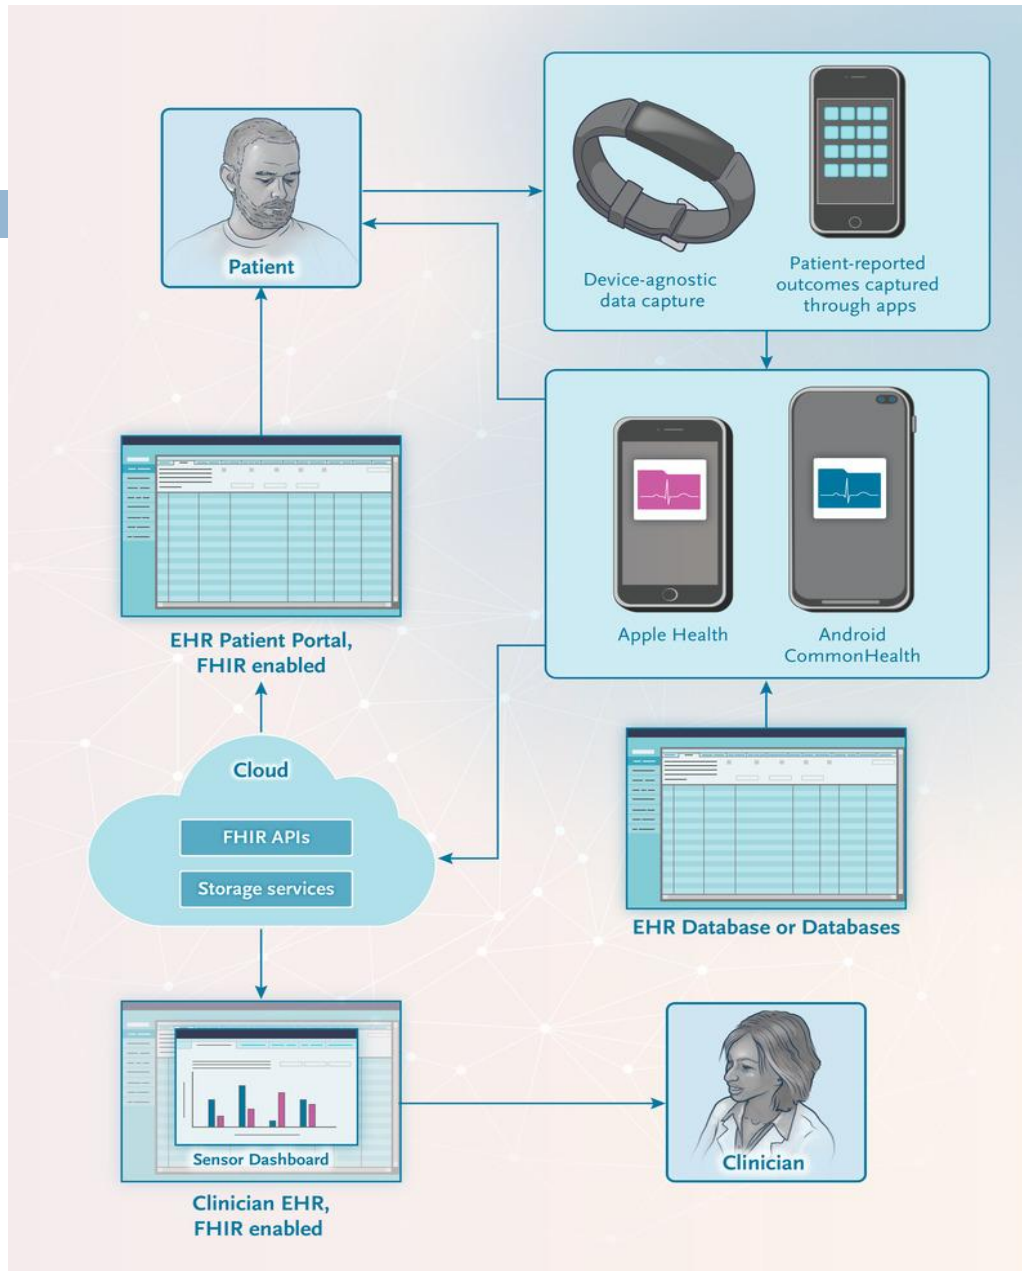 Patient
Device-agnostic
data capture
Patient-reported
outcomes captured
through apps
Apple Health
Android
CommonHealth
EHR Patient Portal,
FHIR enabled
Cloud
FHIR APIs
Storage services
EHR Database or Databases
Sensor Dashboard
Clinician EHR,
FHIR enabled
Clinician